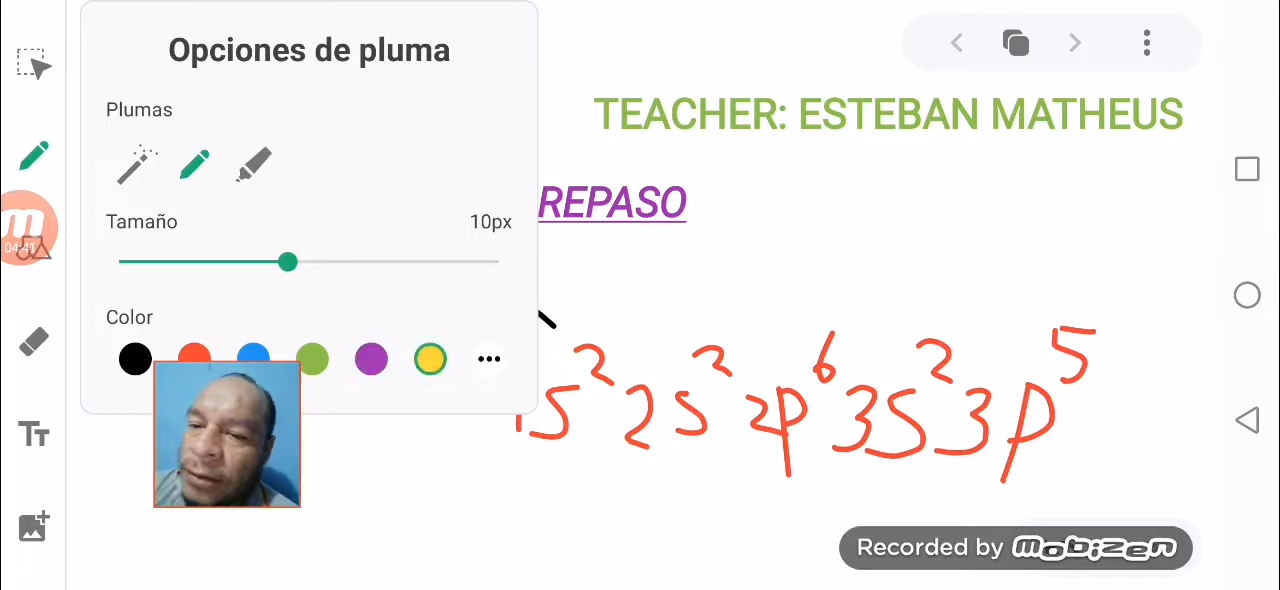 Opciones de pluma
Plumas
TEACHER: ESTEBAN MATHEUS
REPASO
Tamaño 10px
04:41
Color
1s² 2s² 2p⁶ 3s² 3p⁵
Tт
Recorded by mobizen